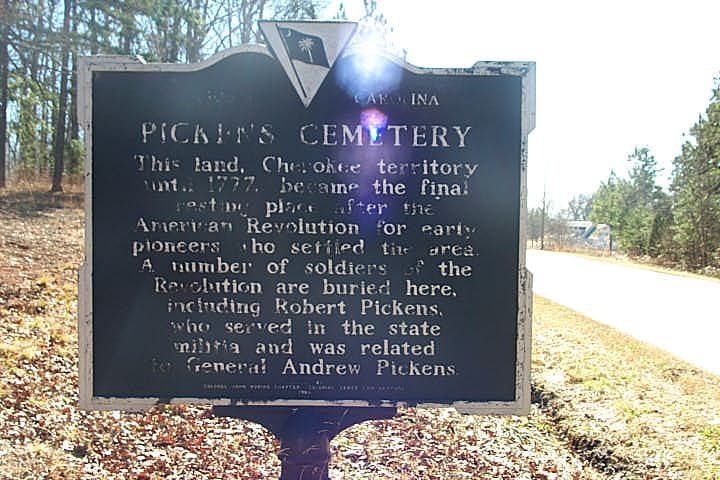 CAROLINA
PICKENS CEMETERY
This land, Cherokee territory
until 1777, became the final
resting place after the
American Revolution for early
pioneers who settled the area.
A number of soldiers of the
Revolution are buried here,
including Robert Pickens,
who served in the state
militia and was related
to General Andrew Pickens.